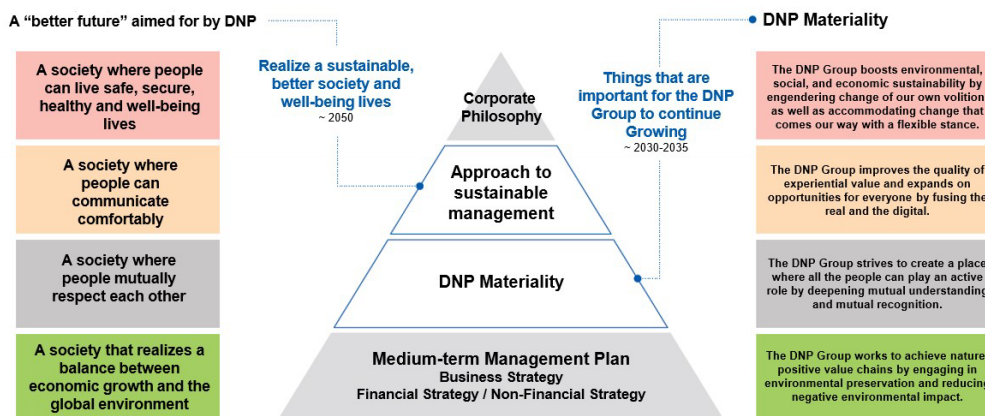 A “better future” aimed for by DNP
A society where people
can live safe, secure,
healthy and well-being
lives
A society where
people can
communicate
comfortably
A society where
people mutually
respect each other
A society that realizes a
balance between
economic growth and the
global environment
Realize a sustainable,
better society and
well-being lives
~ 2050
Corporate
Philosophy
Approach to
sustainable
management
DNP Materiality
Medium-term Management Plan
Business Strategy
Financial Strategy / Non-Financial Strategy
Things that are
important for the DNP
Group to continue
Growing
~ 2030-2035
DNP Materiality
The DNP Group boosts environmental,
social, and economic sustainability by
engendering change of our own volition,
as well as accommodating change that
comes our way with a flexible stance.
The DNP Group improves the quality of
experiential value and expands on
opportunities for everyone by fusing the
real and the digital.
The DNP Group strives to create a place
where all the people can play an active
role by deepening mutual understanding
and mutual recognition.
The DNP Group works to achieve nature
positive value chains by engaging in
environmental preservation and reducing
negative environmental impact.